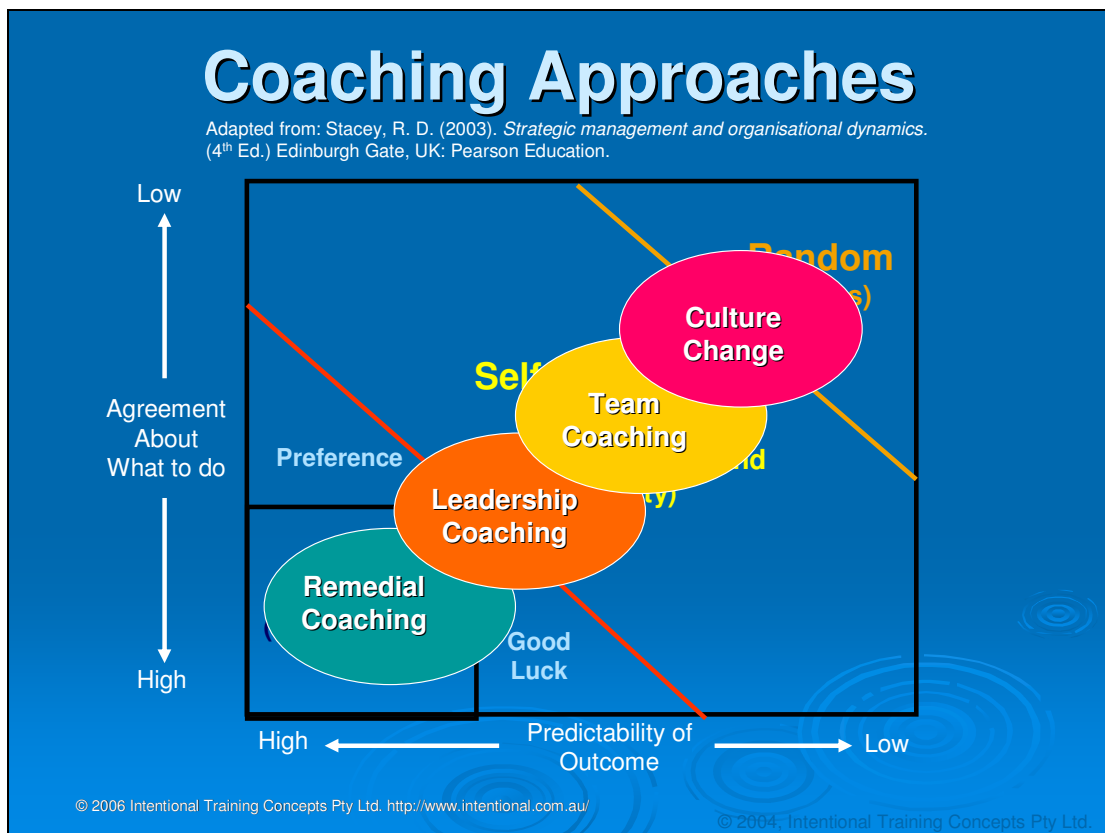 Coaching Approaches
Adapted from: Stacey, R. D. (2003). Strategic management and organisational dynamics.
(4th Ed.) Edinburgh Gate, UK: Pearson Education.
Low
Agreement
About
What to do
High
Random
Culture
Change
Self
Team
Coaching
Preference
Leadership
Coaching
Remedial
Coaching
Good
Luck
High
Predictability of
Outcome
Low
© 2006 Intentional Training Concepts Pty Ltd. http://www.intentional.com.au/
© 2004, Intentional Training Concepts Pty Ltd.